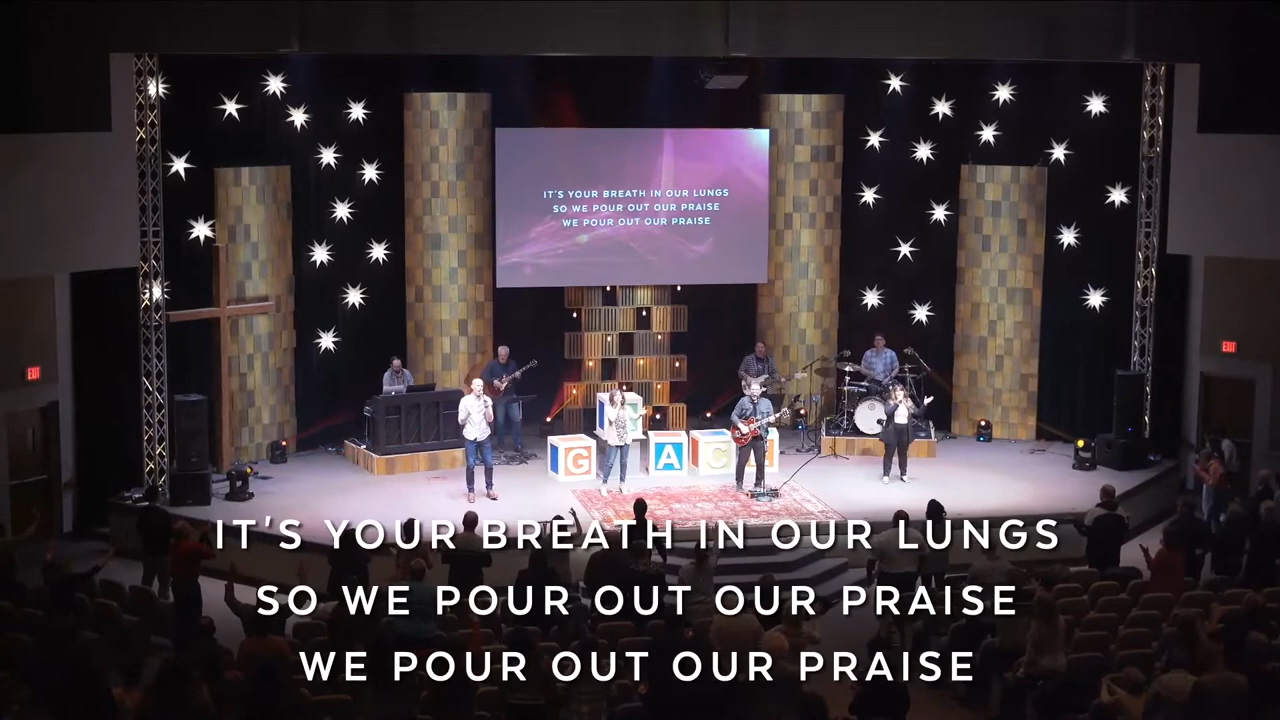 IT'S YOUR BREATH IN OUR LUNGS
SO WE POUR OUT OUR PRAISE
WE POUR OUT OUR PRAISE
EXIT
EXIT
G A C
IT'S YOUR BREATH IN OUR LUNGS
SO WE POUR OUT OUR PRAISE
WE POUR OUT OUR PRAISE